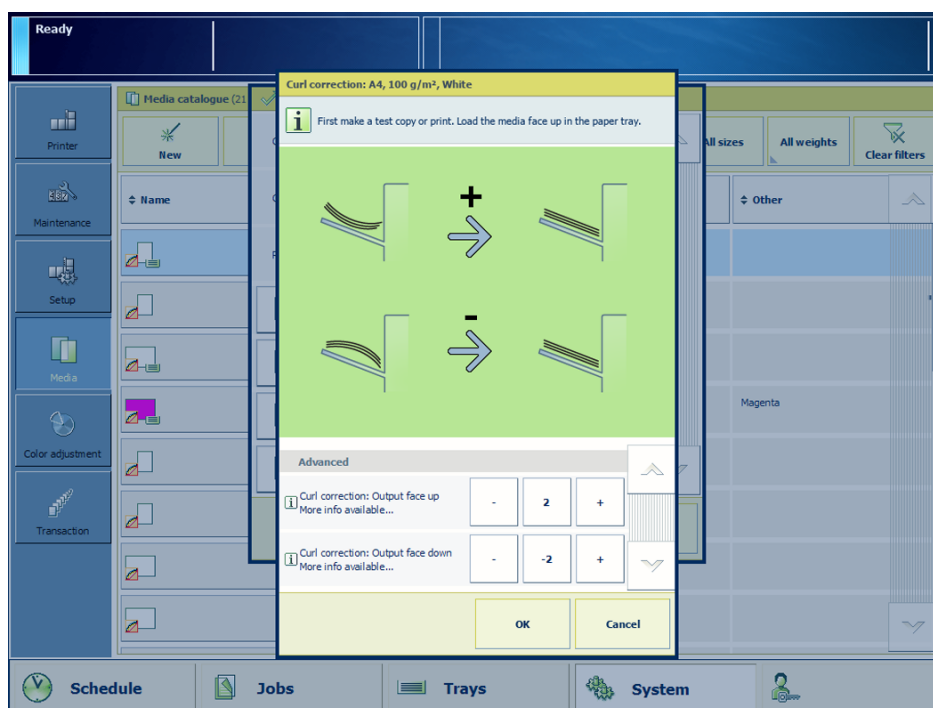 Ready
Curl correction: A4, 100 g/m², White
Media catalogue (21
First make a test copy or print. Load the media face up in the paper tray.
Printer
New
All sizes
All weights
Clear filters
Name
Other
Maintenance
+
Setup
-
Media
Magenta
Color adjustment
Advanced
Curl correction: Output face up
More info available...
- 2 +
Transaction
Curl correction: Output face down
More info available...
- -2 +
OK
Cancel
Schedule
Jobs
Trays
System